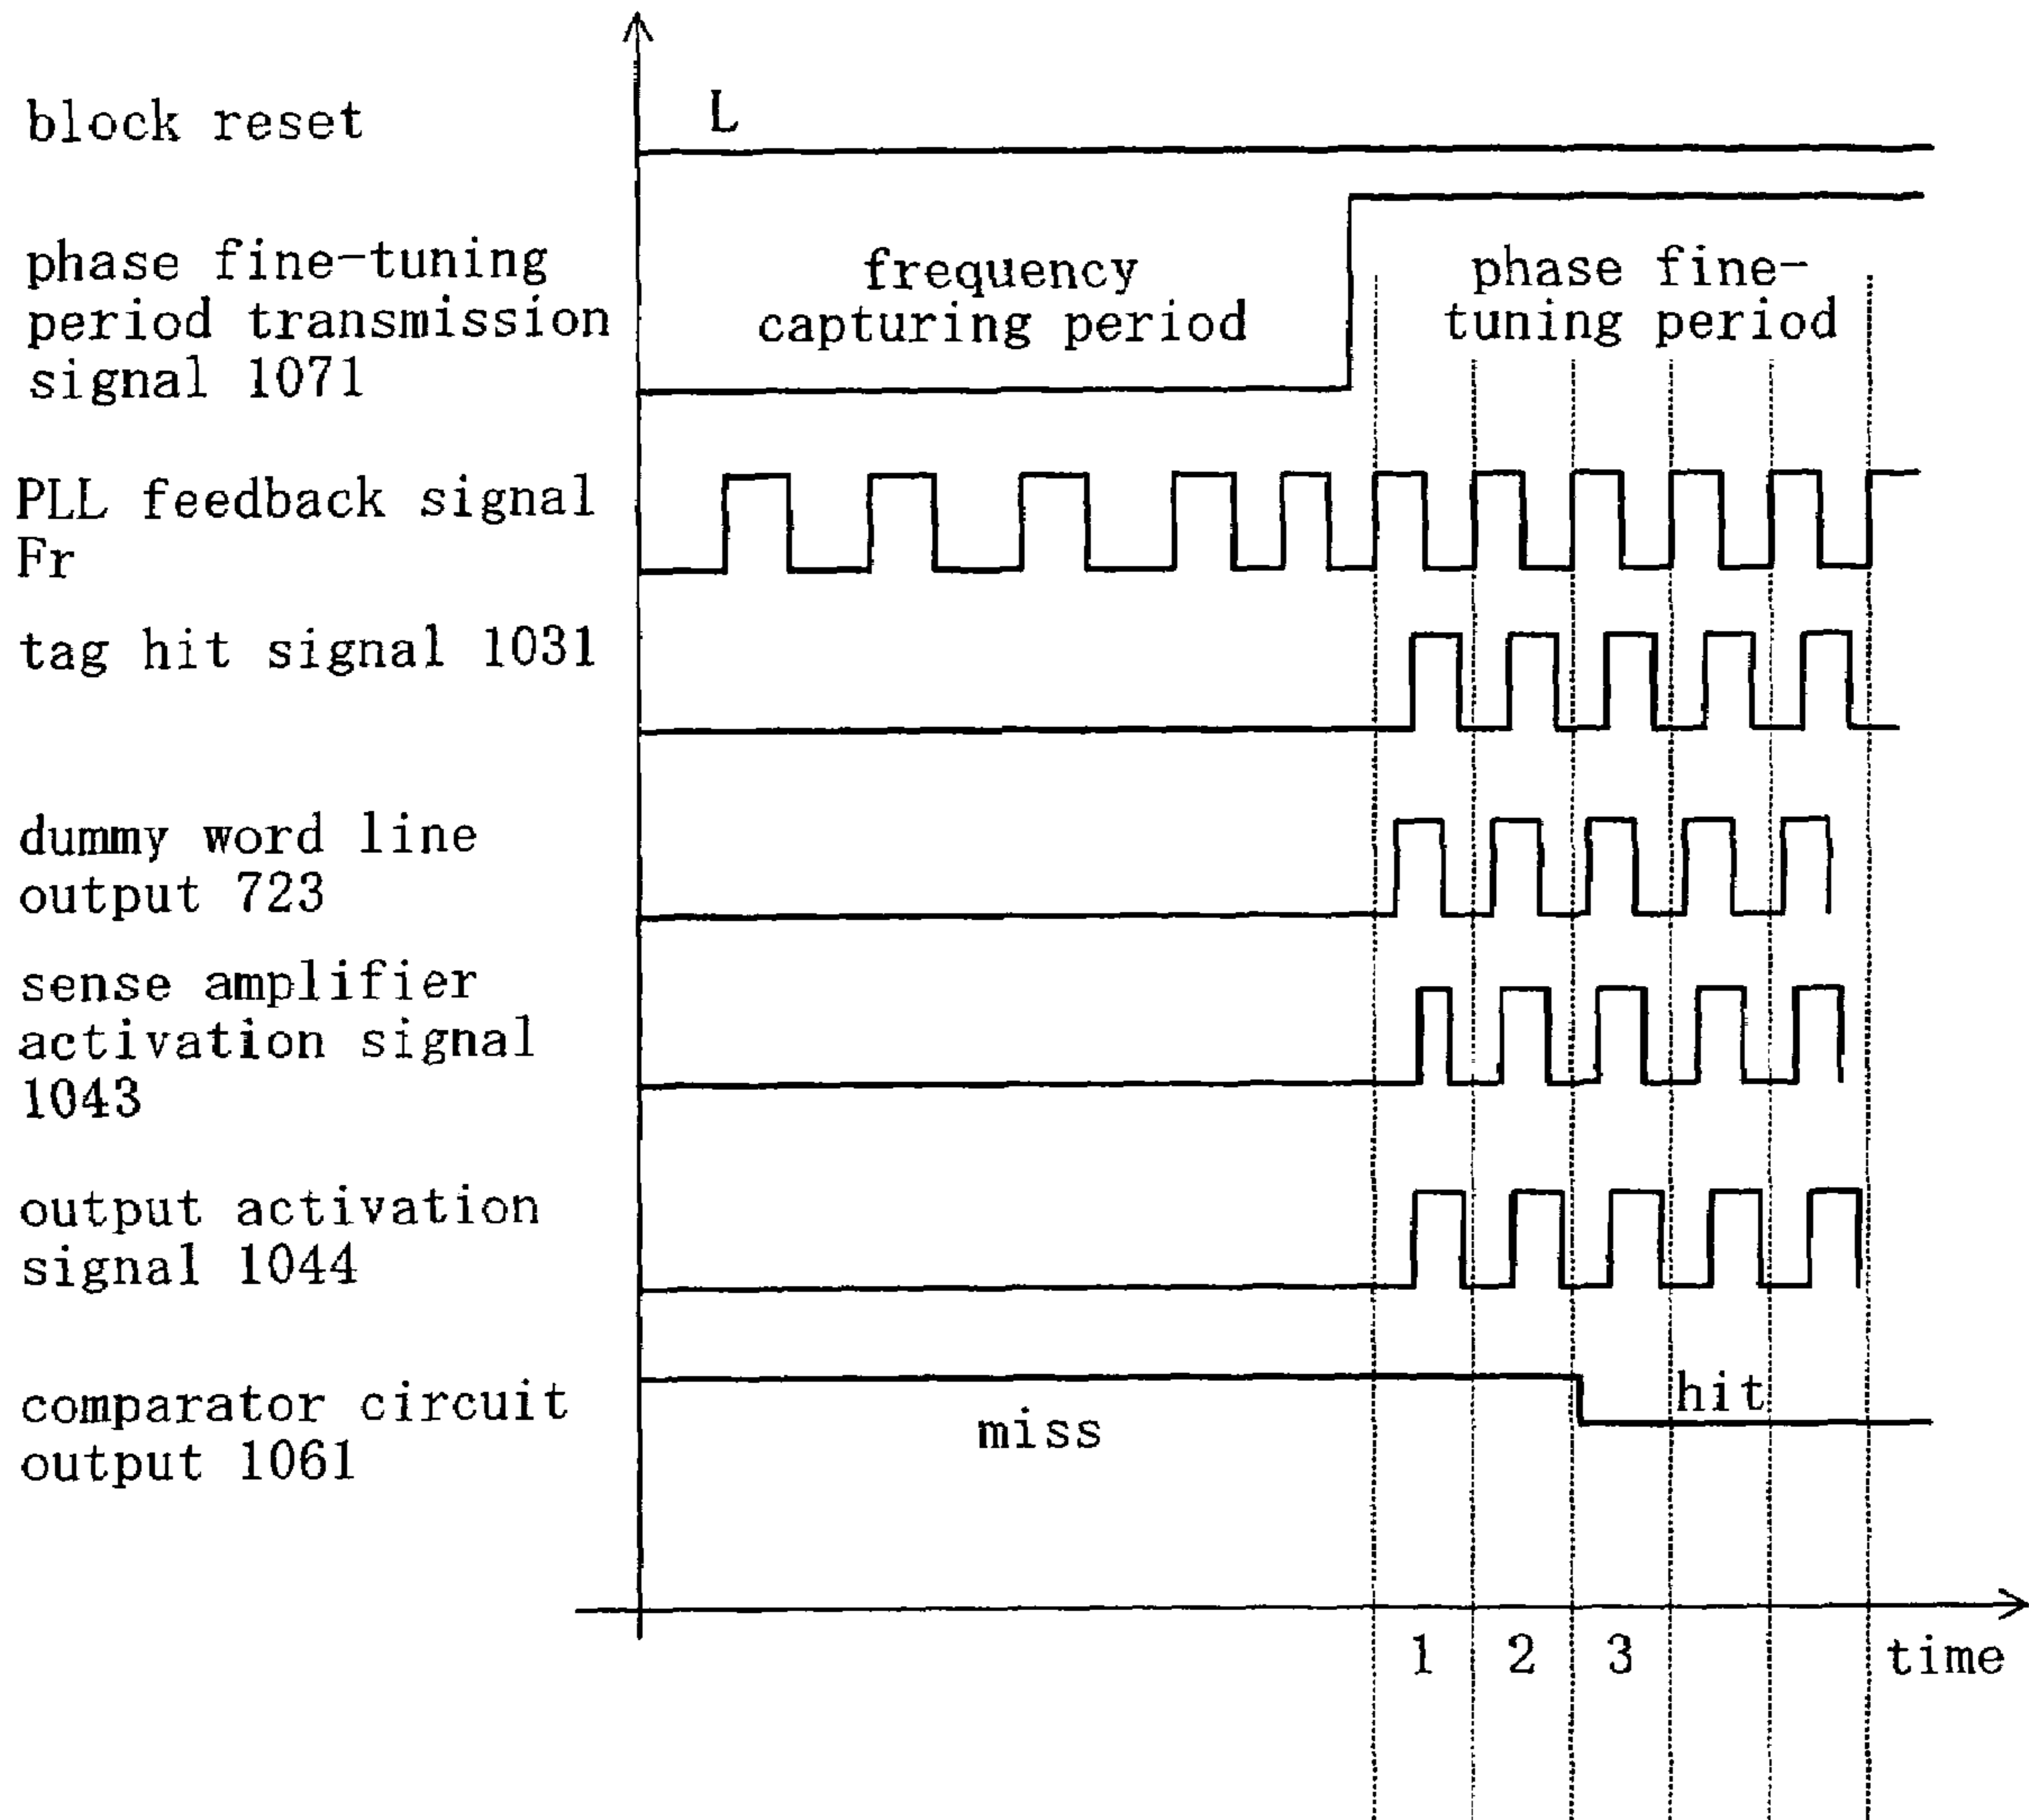 block reset
L
phase fine-tuning
period transmission
signal 1071
frequency
capturing period
phase fine-
tuning period
PLL feedback signal
Fr
tag hit signal 1031
dummy word line
output 723
sense amplifier
activation signal
1043
output activation
signal 1044
comparator circuit
output 1061
miss
hit
1 2 3 time